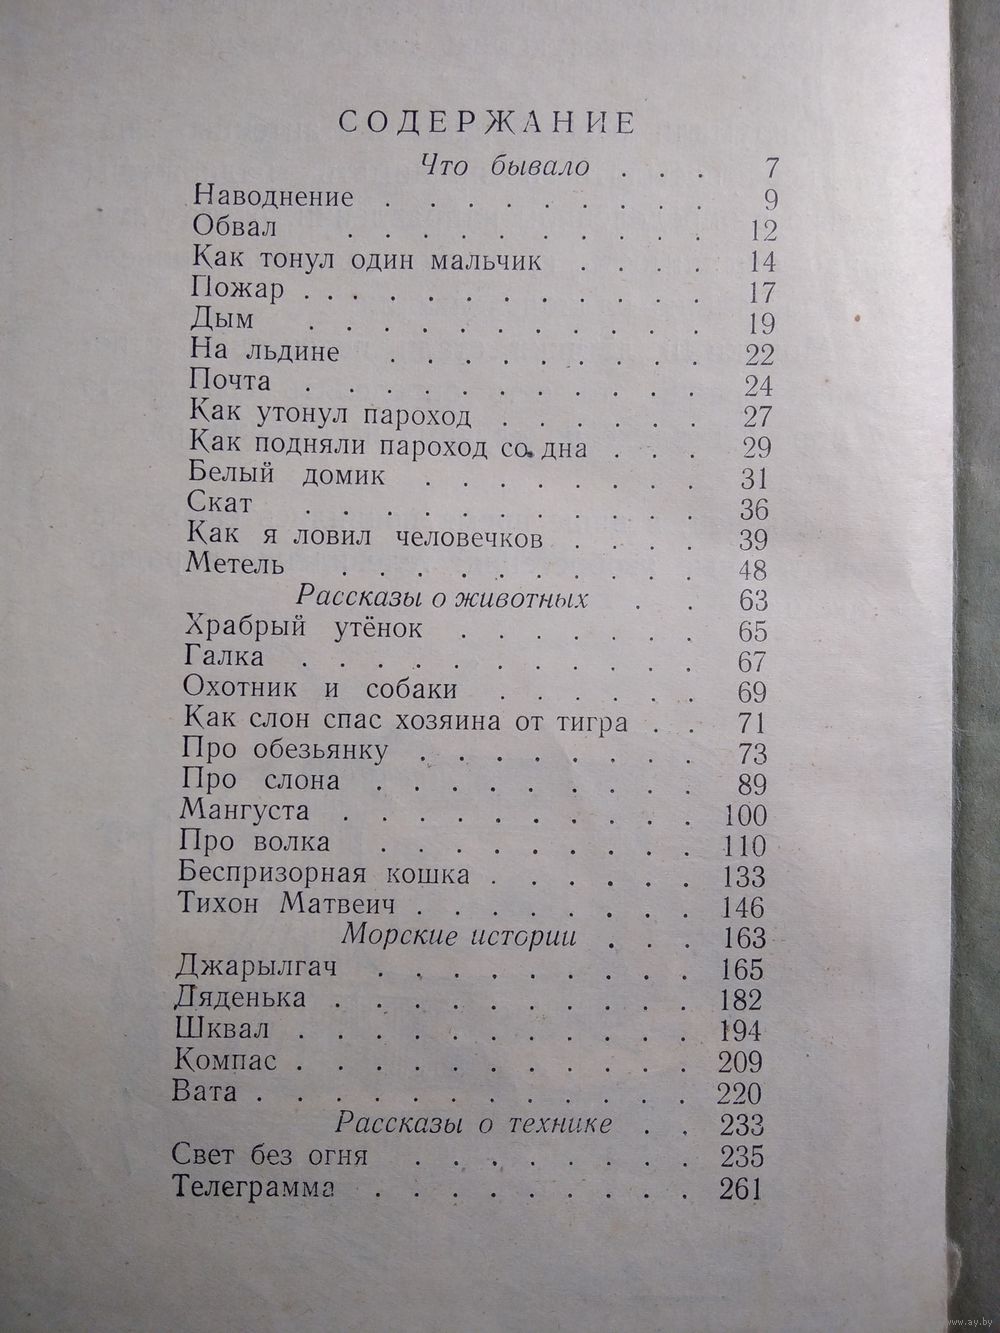 СОДЕРЖАНИЕ
Что бывало . . . 7
Наводнение . . . . . . . . . 9
Обвал . . . . . . . . . . 12
Как тонул один мальчик . . . . 14
Пожар . . . . . . . . . . . . 17
Дым . . . . . . . . . . . 19
На льдине . . . . . . . . . 22
Почта . . . . . . . . . . 24
Как утонул пароход . . . . . . 27
Как подняли пароход со дна . . . 29
Белый домик . . . . . . . . 31
Скат . . . . . . . . . . . 36
Как я ловил человечков . . . . 39
Метель . . . . . . . . . . 48
Рассказы о животных . . 63
Храбрый утёнок . . . . . . . 65
Галка . . . . . . . . . . . 67
Охотник и собаки . . . . . . 69
Как слон спас хозяина от тигра . . 71
Про обезьянку . . . . . . . . 73
Про слона . . . . . . . . . 89
Мангуста . . . . . . . . . . 100
Про волка . . . . . . . . . 110
Беспризорная кошка . . . . . . 133
Тихон Матвеич . . . . . . . . 146
Морские истории . . . 163
Джарылгач . . . . . . . . . 165
Дяденька . . . . . . . . . . 182
Шквал . . . . . . . . . . . 194
Компас . . . . . . . . . . . 209
Вата . . . . . . . . . . . . 220
Рассказы о технике . . 233
Свет без огня . . . . . . . . 235
Телеграмма . . . . . . . . . 261
www.ay.by